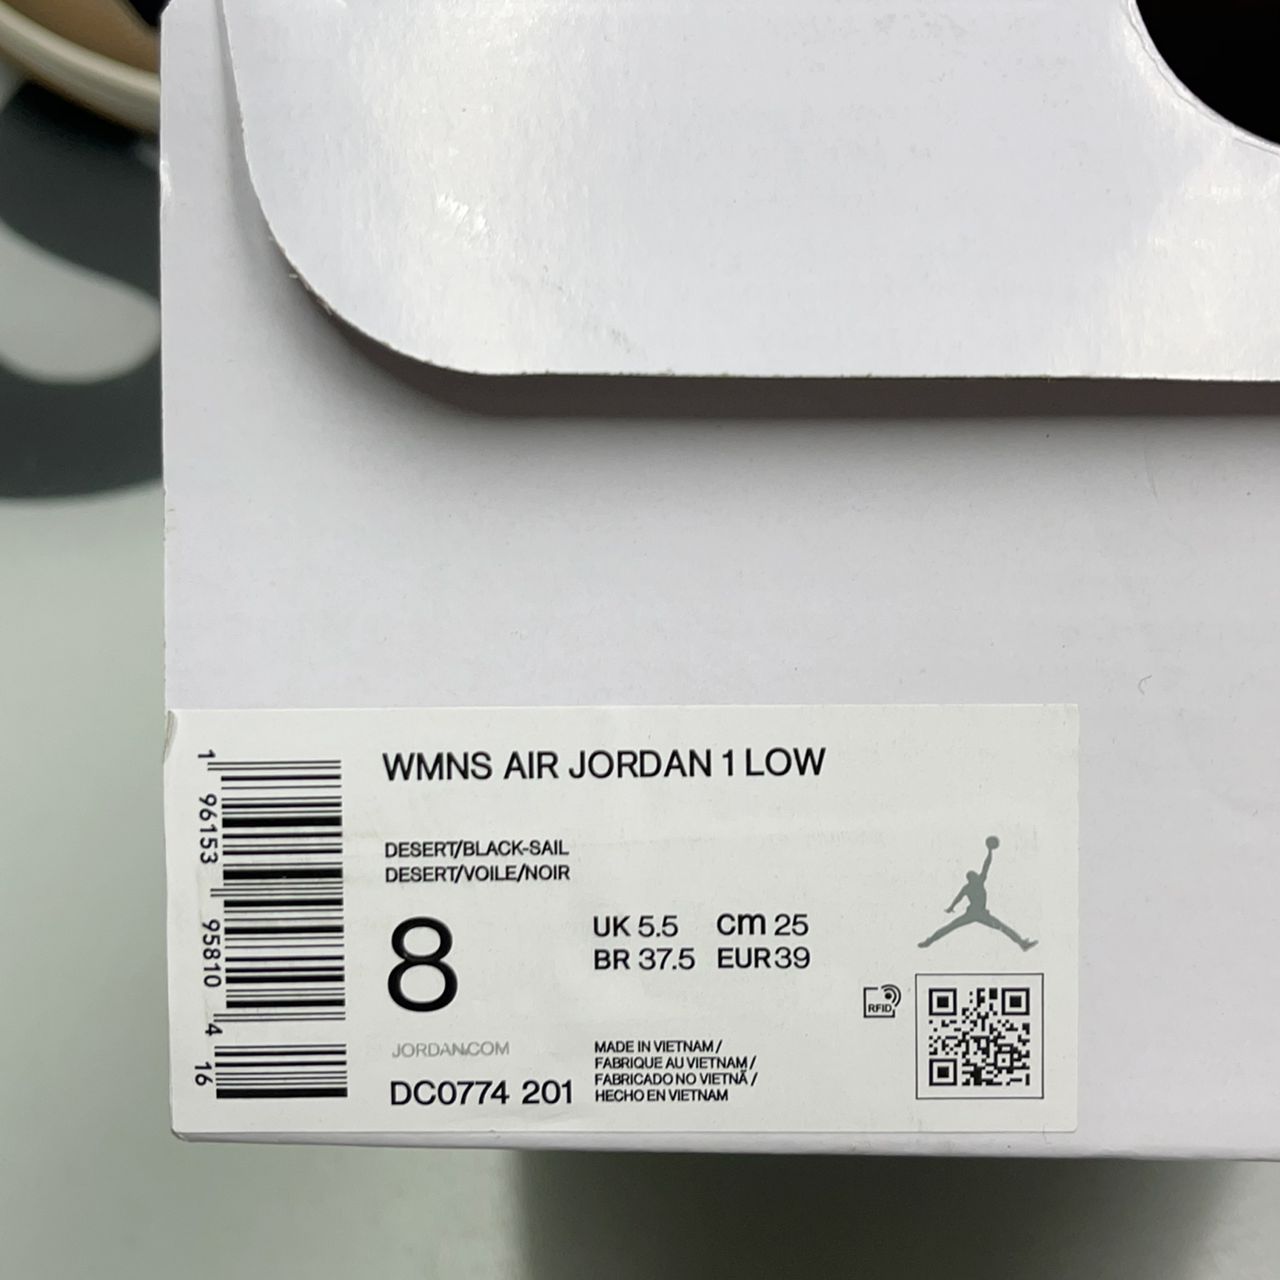 WMNS AIR JORDAN 1 LOW
DESERT/BLACK-SAIL
DESERT/VOILE/NOIR
8
UK 5.5 cm 25
BR 37.5 EUR 39
JORDAN.COM
DC0774 201
MADE IN VIETNAM /
FABRIQUE AU VIETNAM /
FABRICADO NO VIETNÃ /
HECHO EN VIETNAM
RFID
1 96153 95810 4 16